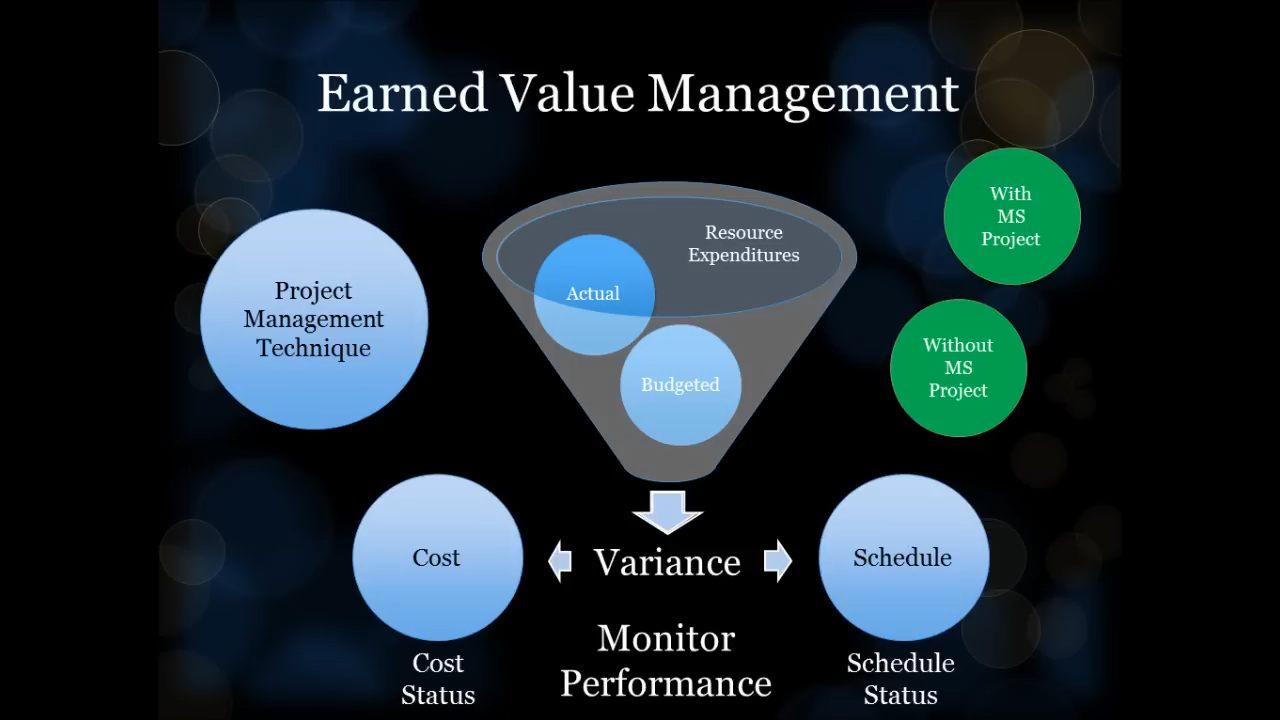 Earned Value Management
Project
Management
Technique
Resource
Expenditures
Actual
Budgeted
With
MS
Project
Without
MS
Project
Cost
Variance
Schedule
Cost
Status
Monitor
Performance
Schedule
Status